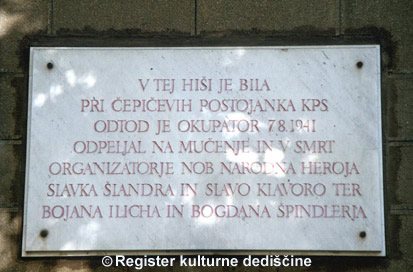 V TEJ HIŠI JE BILA
PRI ČEPIČEVIH POSTOJANKA KPS
ODTOD JE OKUPATOR 7.8.1941
ODPELJAL NA MUČENJE IN V SMRT
ORGANIZATORJE NOB NARODNA HEROJA
SLAVKA ŠLANDRA IN SLAVO KLAVORO TER
BOJANA ILICHA IN BOGDANA ŠPINDLERJA
©Register kulturne dediščine